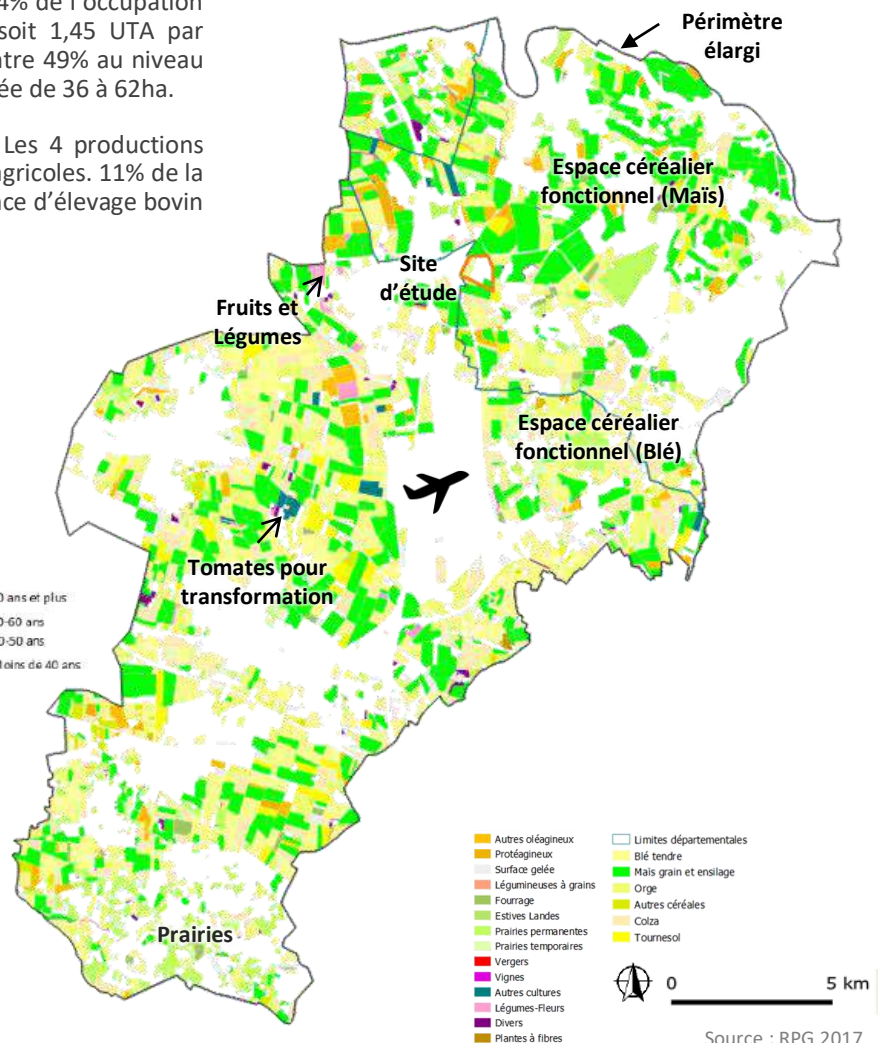 4% de l'occupation
soit 1,45 UTA par
ntre 49% au niveau
ée de 36 à 62ha.
Les 4 productions
agricoles. 11% de la
nce d'élevage bovin
Périmètre
élargi
Espace céréalier
fonctionnel (Maïs)
Site
d'étude
Fruits et
Légumes
Espace céréalier
fonctionnel (Blé)
Tomates pour
transformation
0 ans et plus
0-60 ans
0-50 ans
Moins de 40 ans
Prairies
Autres oléagineux
Protéagineux
Surface gelée
Légumineuses à grains
Fourrage
Estives Landes
Prairies permanentes
Prairies temporaires
Vergers
Vignes
Autres cultures
Légumes-Fleurs
Divers
Plantes à fibres
Limites départementales
Blé tendre
Maïs grain et ensilage
Orge
Autres céréales
Colza
Tournesol
0 5 km
Source : RPG 2017